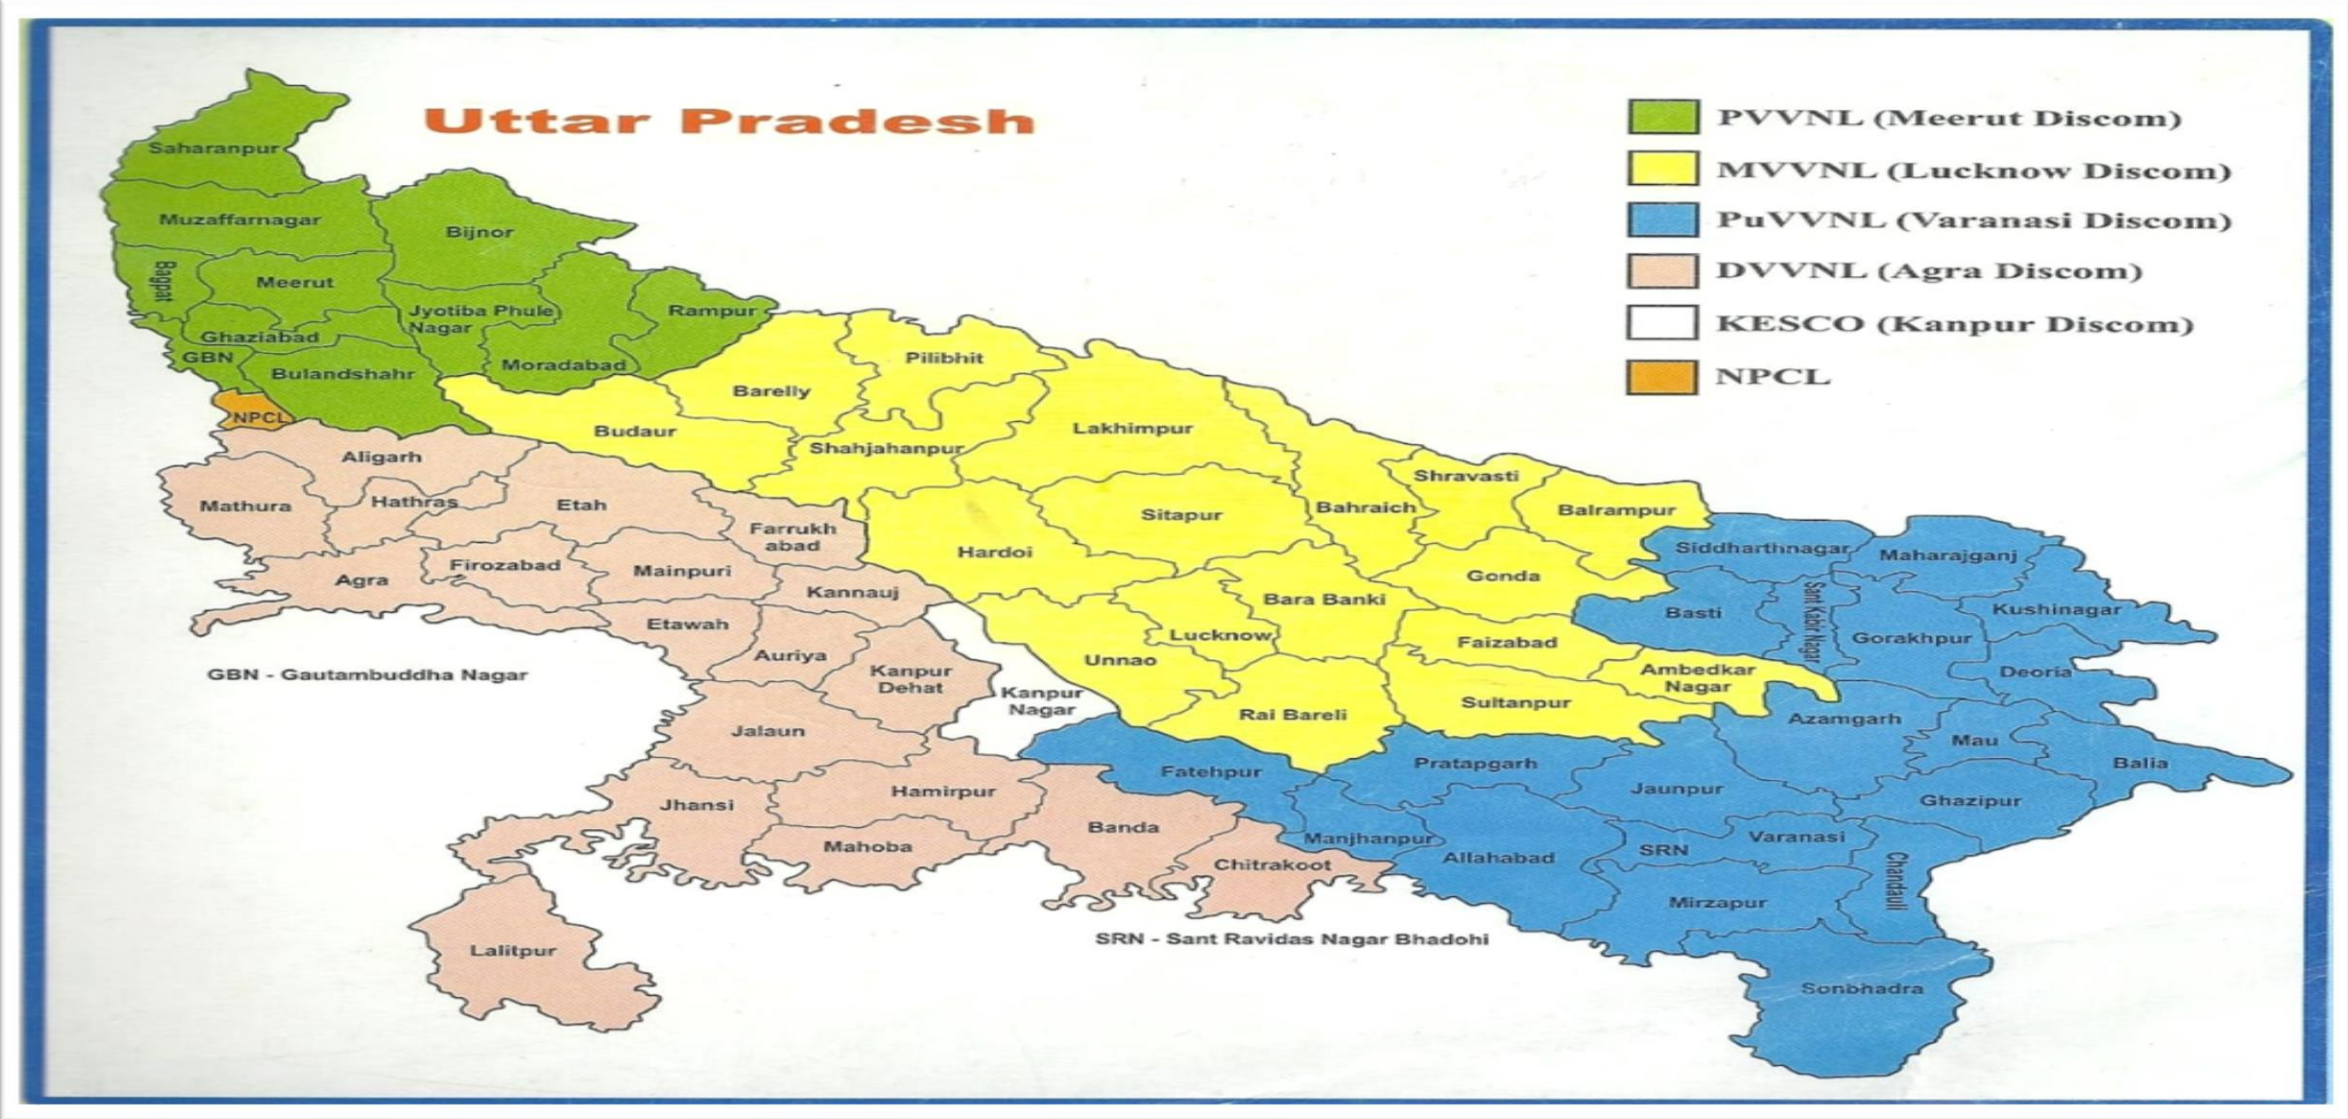 Uttar Pradesh
PVVNL (Meerut Discom)
MVVNL (Lucknow Discom)
PuVVNL (Varanasi Discom)
DVVNL (Agra Discom)
KESCO (Kanpur Discom)
NPCL
Saharanpur
Muzaffarnagar
Bijnor
Bagpat
Meerut
Jyotiba Phule
Nagar
Rampur
Ghaziabad
GBN
Bulandshahr
Moradabad
NPCL
Barelly
Pilibhit
Budaur
Shahjahanpur
Lakhimpur
Aligarh
Mathura
Hathras
Etah
Farrukh
abad
Hardoi
Sitapur
Bahraich
Shravasti
Balrampur
Agra
Firozabad
Mainpuri
Kannauj
Bara Banki
Gonda
Siddharthnagar
Maharajganj
Basti
Sant Kabir Nagar
Gorakhpur
Kushinagar
Deoria
Etawah
Auriya
Kanpur
Dehat
Kanpur
Nagar
Unnao
Lucknow
Faizabad
Ambedkar
Nagar
Sultanpur
Rai Bareli
GBN - Gautambuddha Nagar
Jalaun
Azamgarh
Mau
Balia
Jhansi
Hamirpur
Fatehpur
Pratapgarh
Jaunpur
Ghazipur
Mahoba
Banda
Manjhanpur
Chitrakoot
Allahabad
SRN
Varanasi
Chandauli
Mirzapur
SRN - Sant Ravidas Nagar Bhadohi
Lalitpur
Sonbhadra